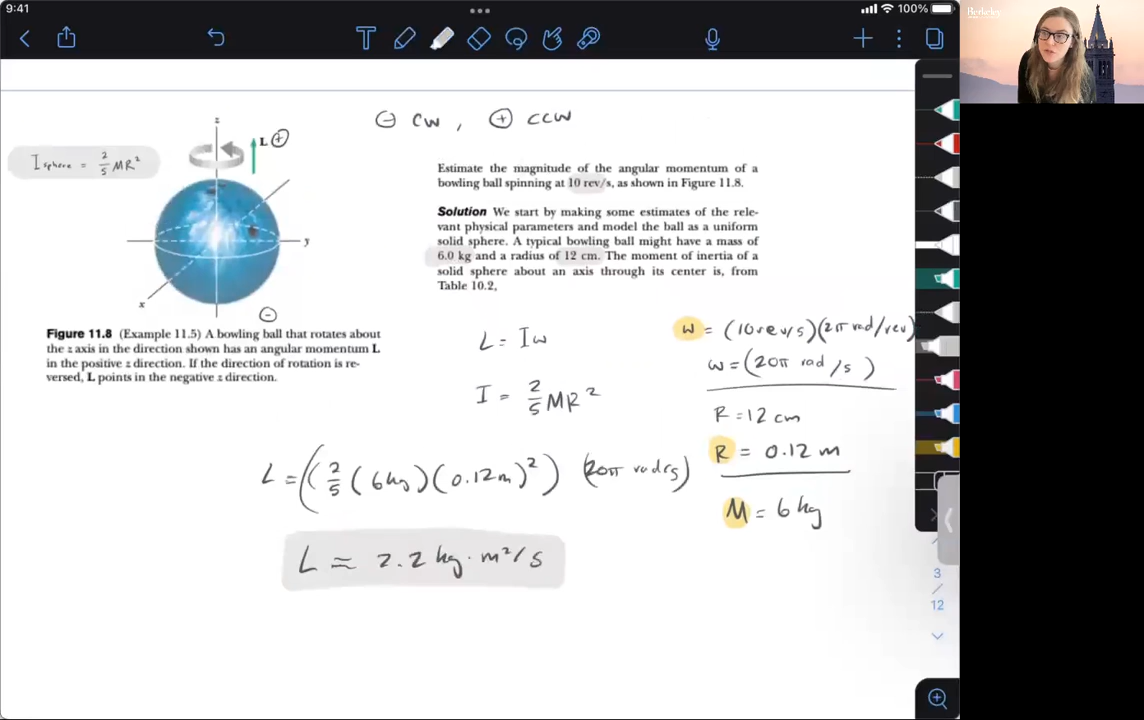 9:41
100%
Berkeley
⊖ CW , ⊕ CCW
I sphere = 2/5 MR²
z
L ⊕
y
x
⊖
Estimate the magnitude of the angular momentum of a
bowling ball spinning at 10 rev/s, as shown in Figure 11.8.
Solution We start by making some estimates of the rele-
vant physical parameters and model the ball as a uniform
solid sphere. A typical bowling ball might have a mass of
6.0 kg and a radius of 12 cm. The moment of inertia of a
solid sphere about an axis through its center is, from
Table 10.2,
Figure 11.8 (Example 11.5) A bowling ball that rotates about
the z axis in the direction shown has an angular momentum L
in the positive z direction. If the direction of rotation is re-
versed, L points in the negative z direction.
L = Iω
I = 2/5 MR²
ω = (10 rev/s)(2π rad/rev)
ω = (20π rad/s)
R = 12 cm
R = 0.12 m
M = 6 kg
L = (2/5 (6kg)(0.12m)²) (20π rad/s)
L ≈ 2.2 kg·m²/s
3
/
12